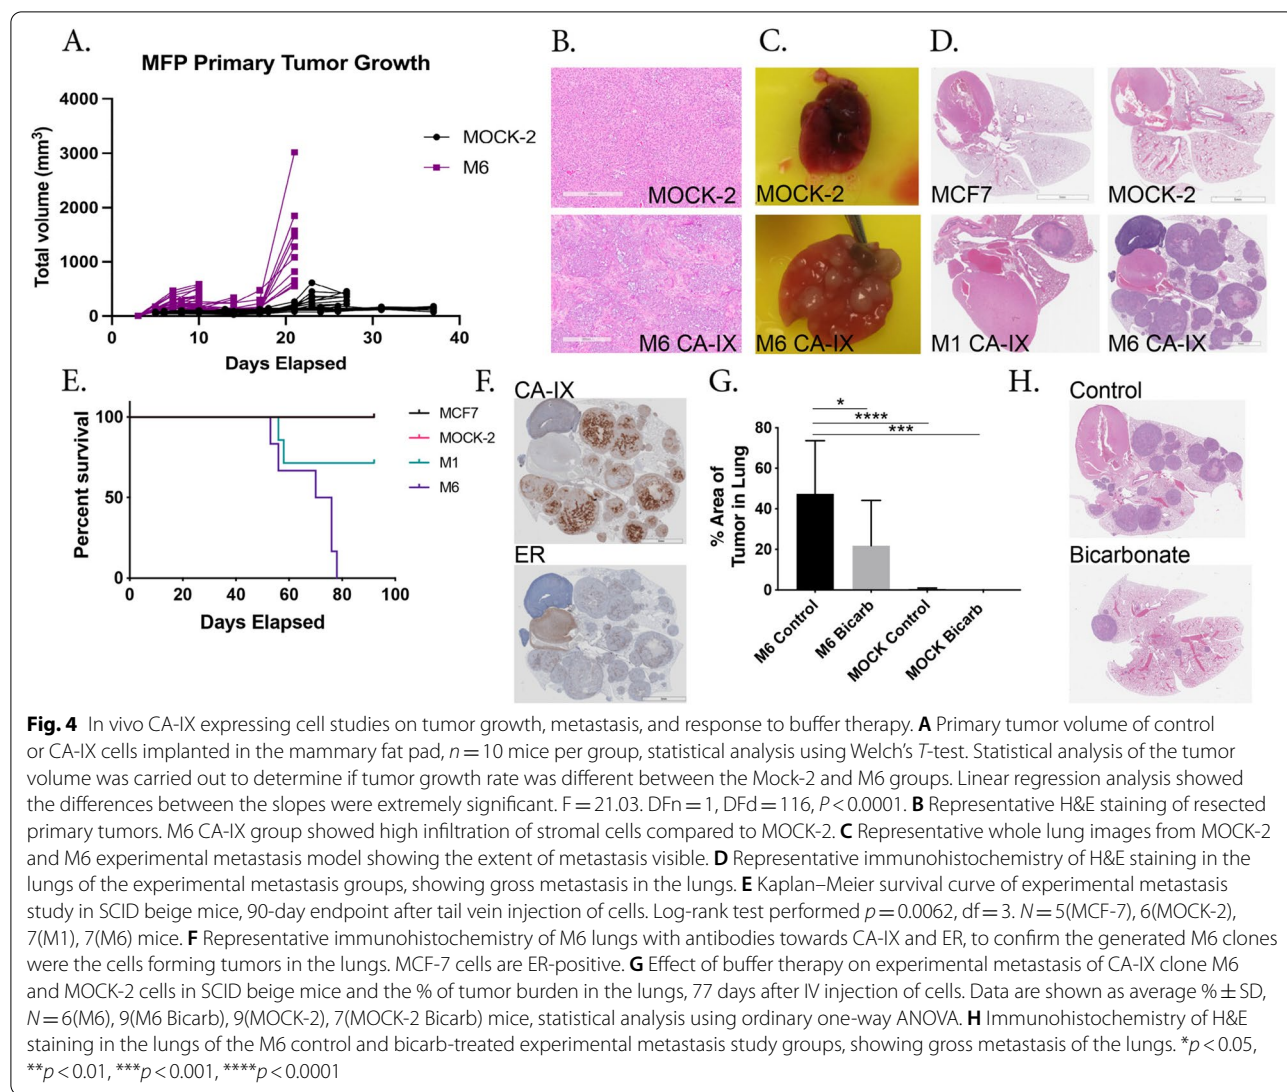 A.
MFP Primary Tumor Growth
4000
3000
2000
1000
0
Total volume (mm³)
0 10 20 30 40
Days Elapsed
MOCK-2
M6
B.
MOCK-2
M6 CA-IX
C.
MOCK-2
M6 CA-IX
D.
MCF7
MOCK-2
M1 CA-IX
M6 CA-IX
E.
100
50
0
Percent survival
0 20 40 60 80 100
Days Elapsed
MCF7
MOCK-2
M1
M6
F.
CA-IX
ER
G.
*
****
***
80
60
40
20
0
% Area of
Tumor in Lung
M6 Control
M6 Bicarb
MOCK Control
MOCK Bicarb
H.
Control
Bicarbonate
Fig. 4 In vivo CA-IX expressing cell studies on tumor growth, metastasis, and response to buffer therapy. A Primary tumor volume of control
or CA-IX cells implanted in the mammary fat pad, n = 10 mice per group, statistical analysis using Welch's T-test. Statistical analysis of the tumor
volume was carried out to determine if tumor growth rate was different between the Mock-2 and M6 groups. Linear regression analysis showed
the differences between the slopes were extremely significant. F = 21.03. DFn = 1, DFd = 116, P < 0.0001. B Representative H&E staining of resected
primary tumors. M6 CA-IX group showed high infiltration of stromal cells compared to MOCK-2. C Representative whole lung images from MOCK-2
and M6 experimental metastasis model showing the extent of metastasis visible. D Representative immunohistochemistry of H&E staining in the
lungs of the experimental metastasis groups, showing gross metastasis in the lungs. E Kaplan–Meier survival curve of experimental metastasis
study in SCID beige mice, 90-day endpoint after tail vein injection of cells. Log-rank test performed p = 0.0062, df = 3. N = 5(MCF-7), 6(MOCK-2),
7(M1), 7(M6) mice. F Representative immunohistochemistry of M6 lungs with antibodies towards CA-IX and ER, to confirm the generated M6 clones
were the cells forming tumors in the lungs. MCF-7 cells are ER-positive. G Effect of buffer therapy on experimental metastasis of CA-IX clone M6
and MOCK-2 cells in SCID beige mice and the % of tumor burden in the lungs, 77 days after IV injection of cells. Data are shown as average % ± SD,
N = 6(M6), 9(M6 Bicarb), 9(MOCK-2), 7(MOCK-2 Bicarb) mice, statistical analysis using ordinary one-way ANOVA. H Immunohistochemistry of H&E
staining in the lungs of the M6 control and bicarb-treated experimental metastasis study groups, showing gross metastasis of the lungs. *p < 0.05,
**p < 0.01, ***p < 0.001, ****p < 0.0001